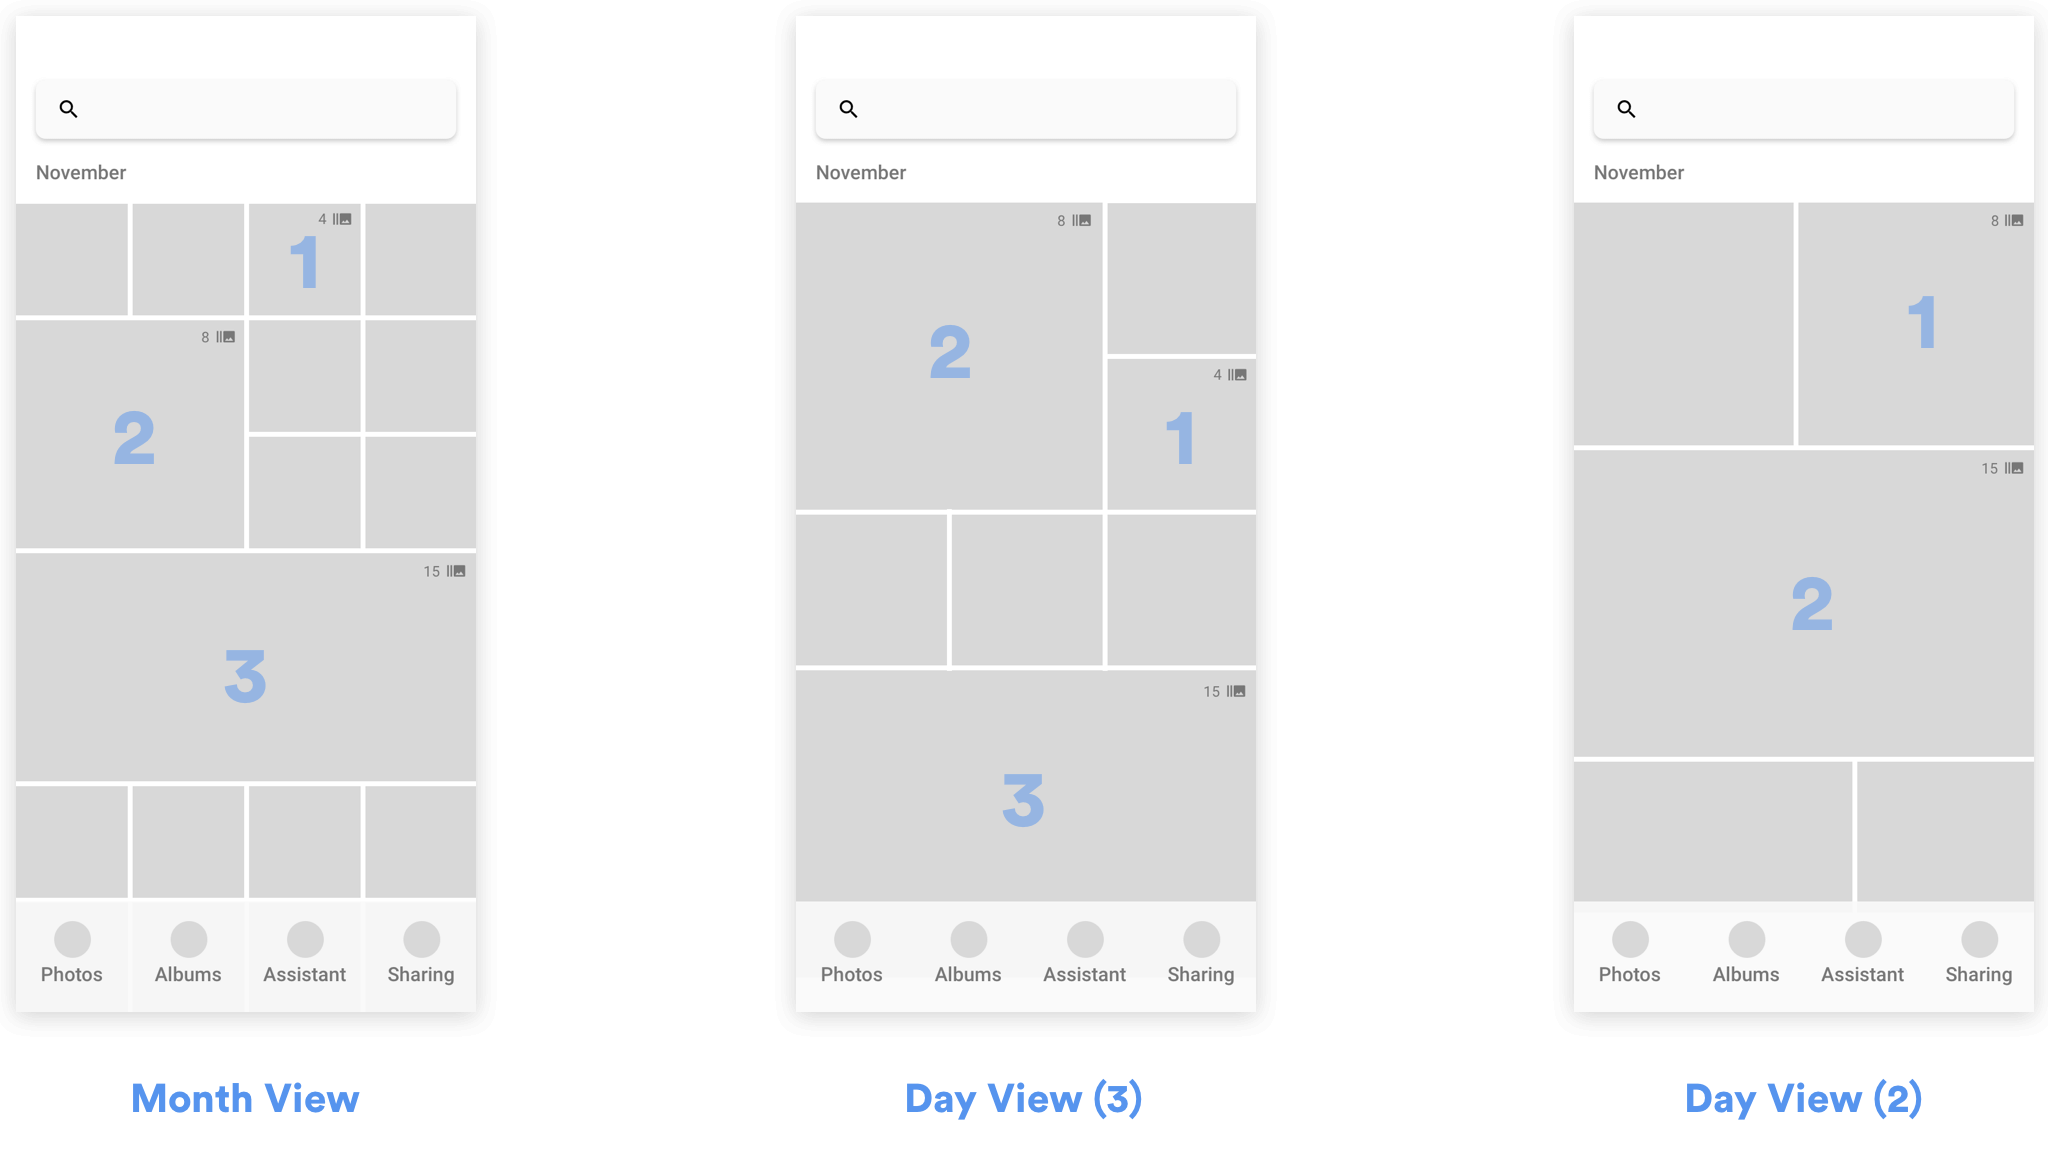 November
4
1
8
2
15
3
Photos Albums Assistant Sharing
Month View
November
8
2
4
1
15
3
Photos Albums Assistant Sharing
Day View (3)
November
8
1
15
2
Photos Albums Assistant Sharing
Day View (2)